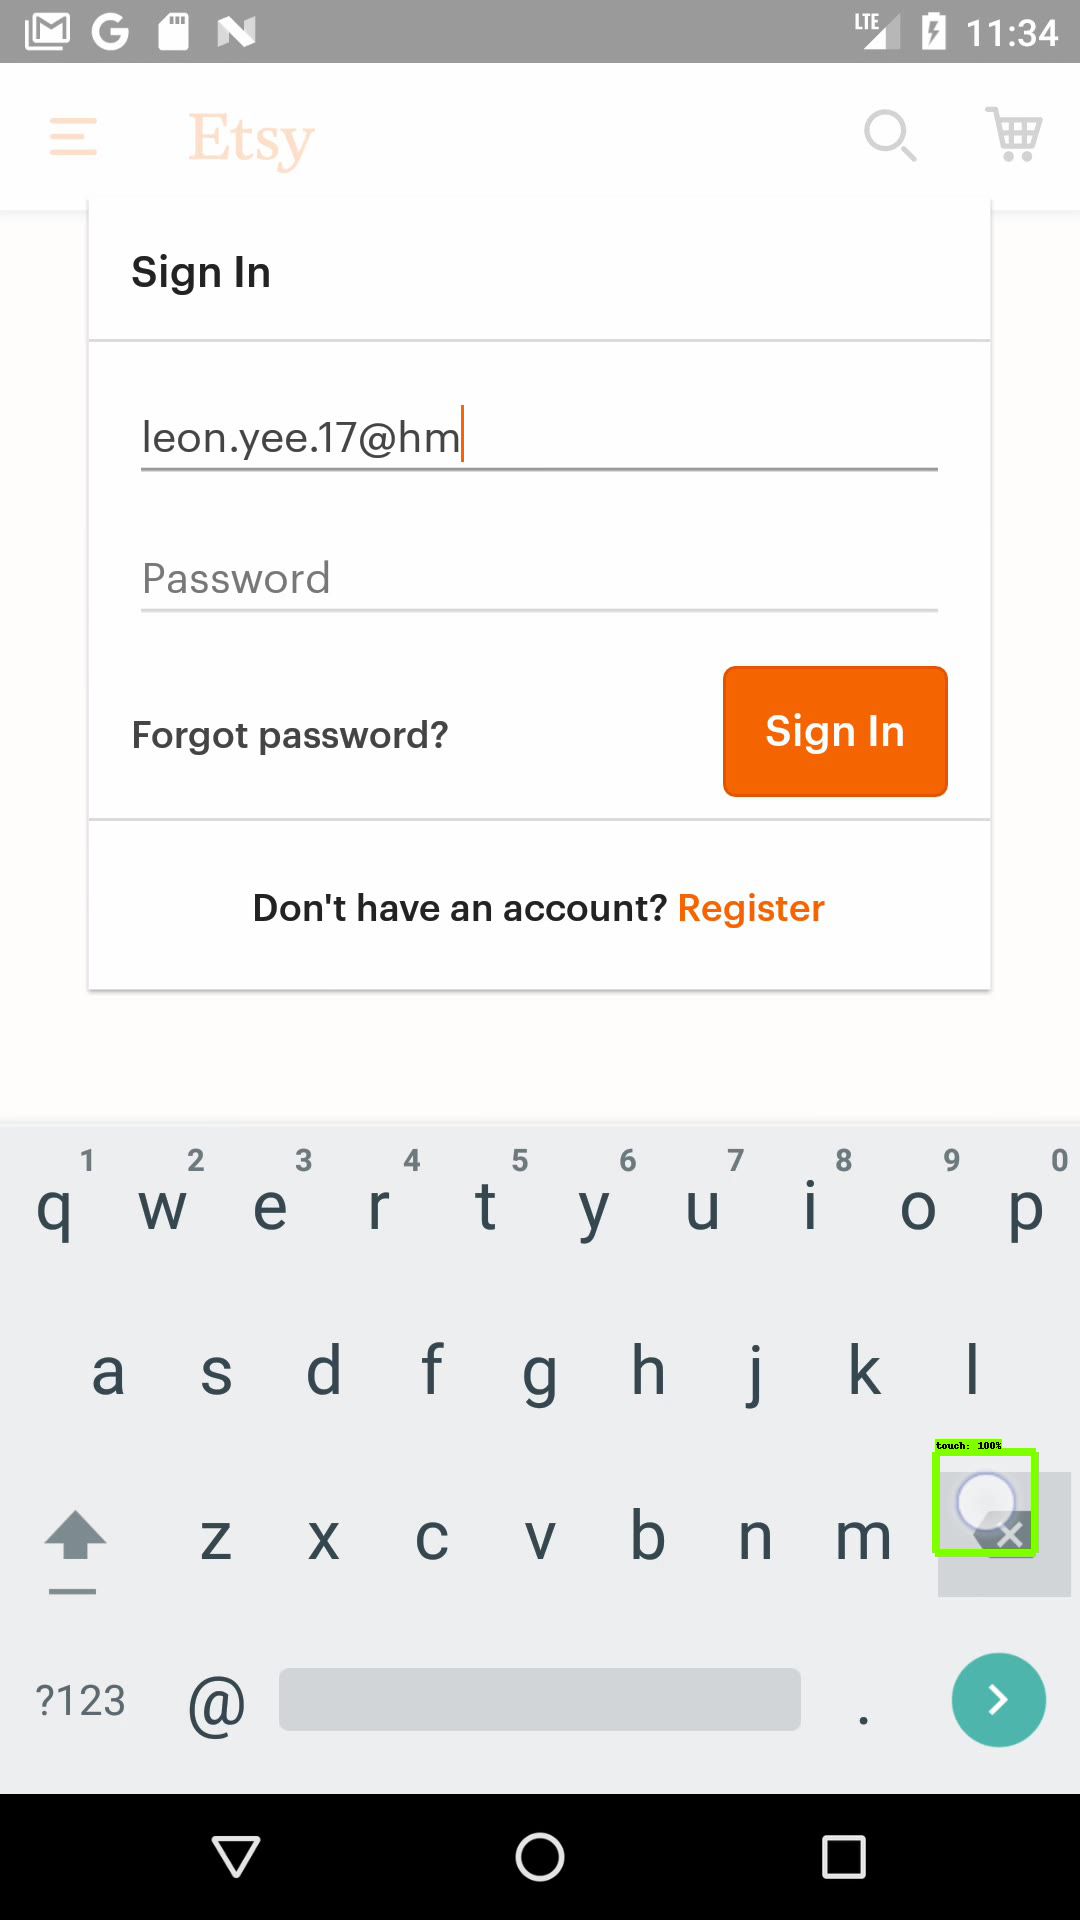 LTE 11:34
Etsy
Sign In
leon.yee.17@hm
Password
Forgot password? Sign In
Don't have an account? Register
1 2 3 4 5 6 7 8 9 0
q w e r t y u i o p
a s d f g h j k l
touch: 100%
z x c v b n m
?123 @ .